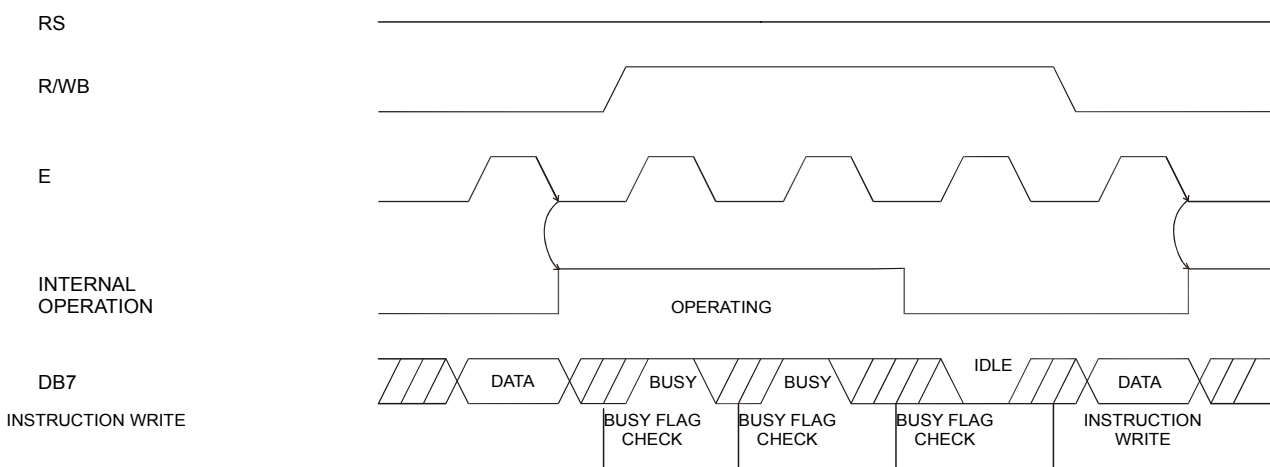 RS
R/WB
E
INTERNAL
OPERATION
OPERATING
DB7
DATA
BUSY
BUSY
IDLE
DATA
INSTRUCTION WRITE
BUSY FLAG
CHECK
BUSY FLAG
CHECK
BUSY FLAG
CHECK
INSTRUCTION
WRITE